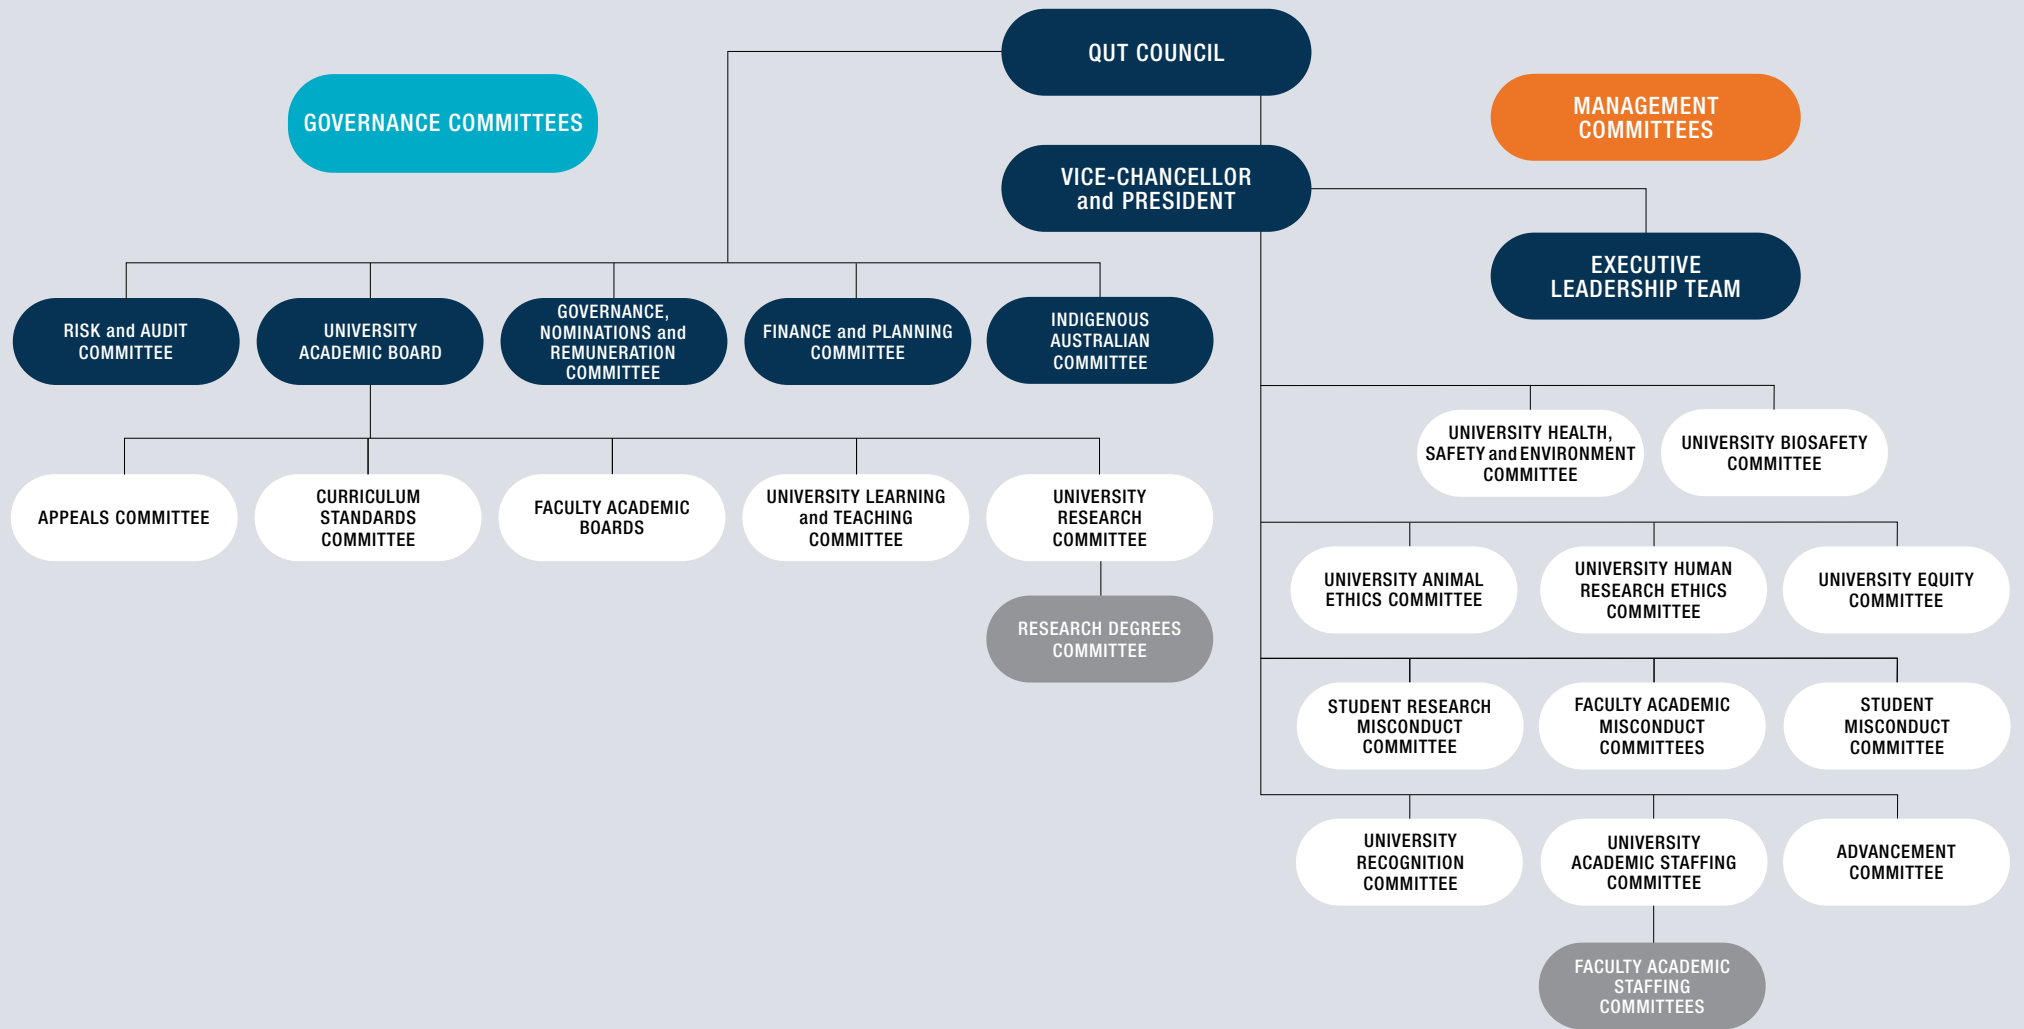 QUT COUNCIL
GOVERNANCE COMMITTEES
MANAGEMENT
COMMITTEES
VICE-CHANCELLOR
and PRESIDENT
EXECUTIVE
LEADERSHIP TEAM
RISK and AUDIT
COMMITTEE
UNIVERSITY
ACADEMIC BOARD
GOVERNANCE,
NOMINATIONS and
REMUNERATION
COMMITTEE
FINANCE and PLANNING
COMMITTEE
INDIGENOUS
AUSTRALIAN
COMMITTEE
APPEALS COMMITTEE
CURRICULUM
STANDARDS
COMMITTEE
FACULTY ACADEMIC
BOARDS
UNIVERSITY LEARNING
and TEACHING
COMMITTEE
UNIVERSITY
RESEARCH
COMMITTEE
RESEARCH DEGREES
COMMITTEE
UNIVERSITY HEALTH,
SAFETY and ENVIRONMENT
COMMITTEE
UNIVERSITY BIOSAFETY
COMMITTEE
UNIVERSITY ANIMAL
ETHICS COMMITTEE
UNIVERSITY HUMAN
RESEARCH ETHICS
COMMITTEE
UNIVERSITY EQUITY
COMMITTEE
STUDENT RESEARCH
MISCONDUCT
COMMITTEE
FACULTY ACADEMIC
MISCONDUCT
COMMITTEES
STUDENT
MISCONDUCT
COMMITTEE
UNIVERSITY
RECOGNITION
COMMITTEE
UNIVERSITY
ACADEMIC STAFFING
COMMITTEE
ADVANCEMENT
COMMITTEE
FACULTY ACADEMIC
STAFFING
COMMITTEES